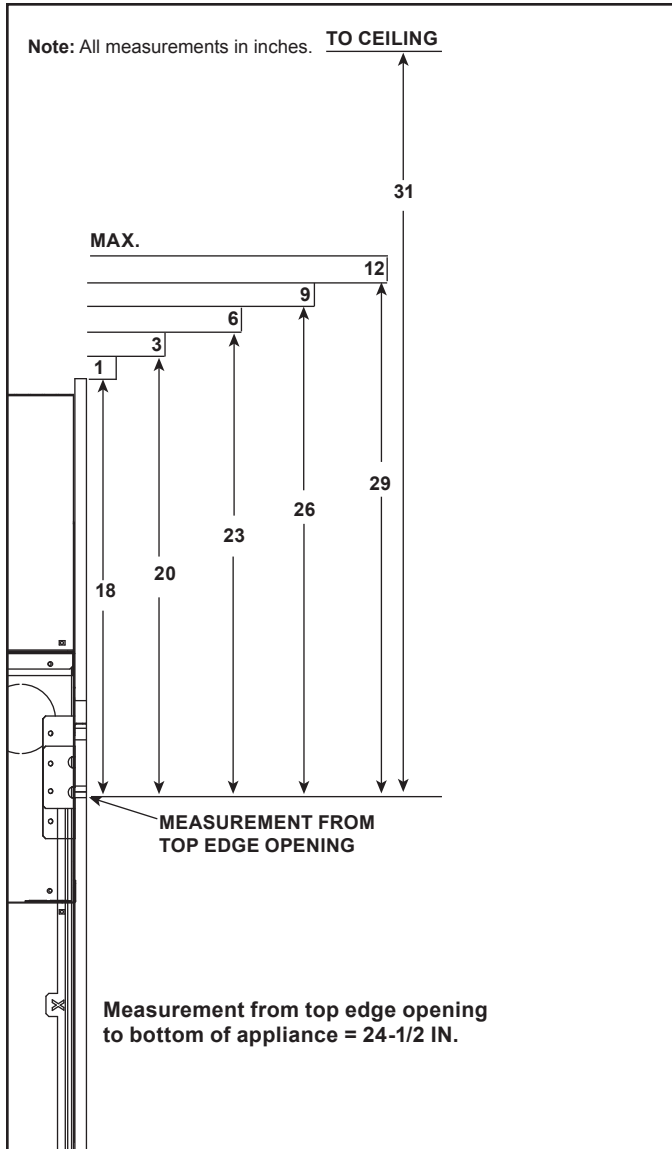 Note: All measurements in inches.
TO CEILING
31
MAX.
12
9
6
3
1
29
26
23
20
18
MEASUREMENT FROM
TOP EDGE OPENING
Measurement from top edge opening
to bottom of appliance = 24-1/2 IN.